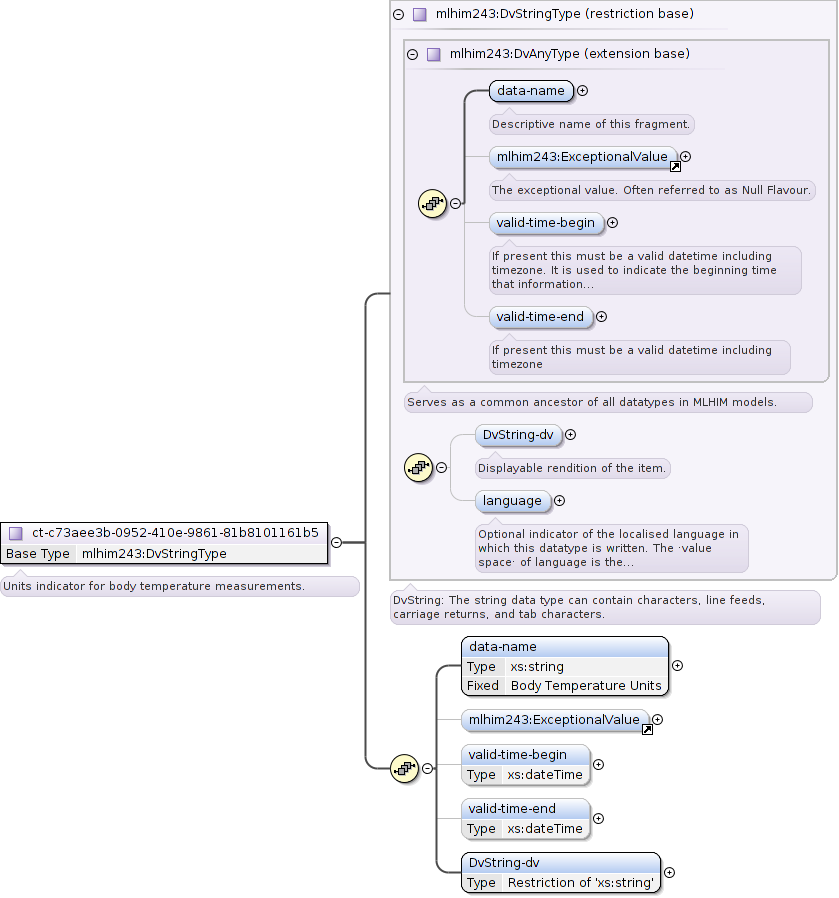 mlhim243:DvStringType (restriction base)
mlhim243:DvAnyType (extension base)
data-name
Descriptive name of this fragment.
mlhim243:ExceptionalValue
The exceptional value. Often referred to as Null Flavour.
valid-time-begin
If present this must be a valid datetime including
timezone. It is used to indicate the beginning time
that information...
valid-time-end
If present this must be a valid datetime including
timezone
Serves as a common ancestor of all datatypes in MLHIM models.
DvString-dv
Displayable rendition of the item.
language
Optional indicator of the localised language in
which this datatype is written. The ·value
space· of language is the...
ct-c73aee3b-0952-410e-9861-81b8101161b5
Base Type mlhim243:DvStringType
Units indicator for body temperature measurements.
DvString: The string data type can contain characters, line feeds,
carriage returns, and tab characters.
data-name
Type xs:string
Fixed Body Temperature Units
mlhim243:ExceptionalValue
valid-time-begin
Type xs:dateTime
valid-time-end
Type xs:dateTime
DvString-dv
Type Restriction of 'xs:string'